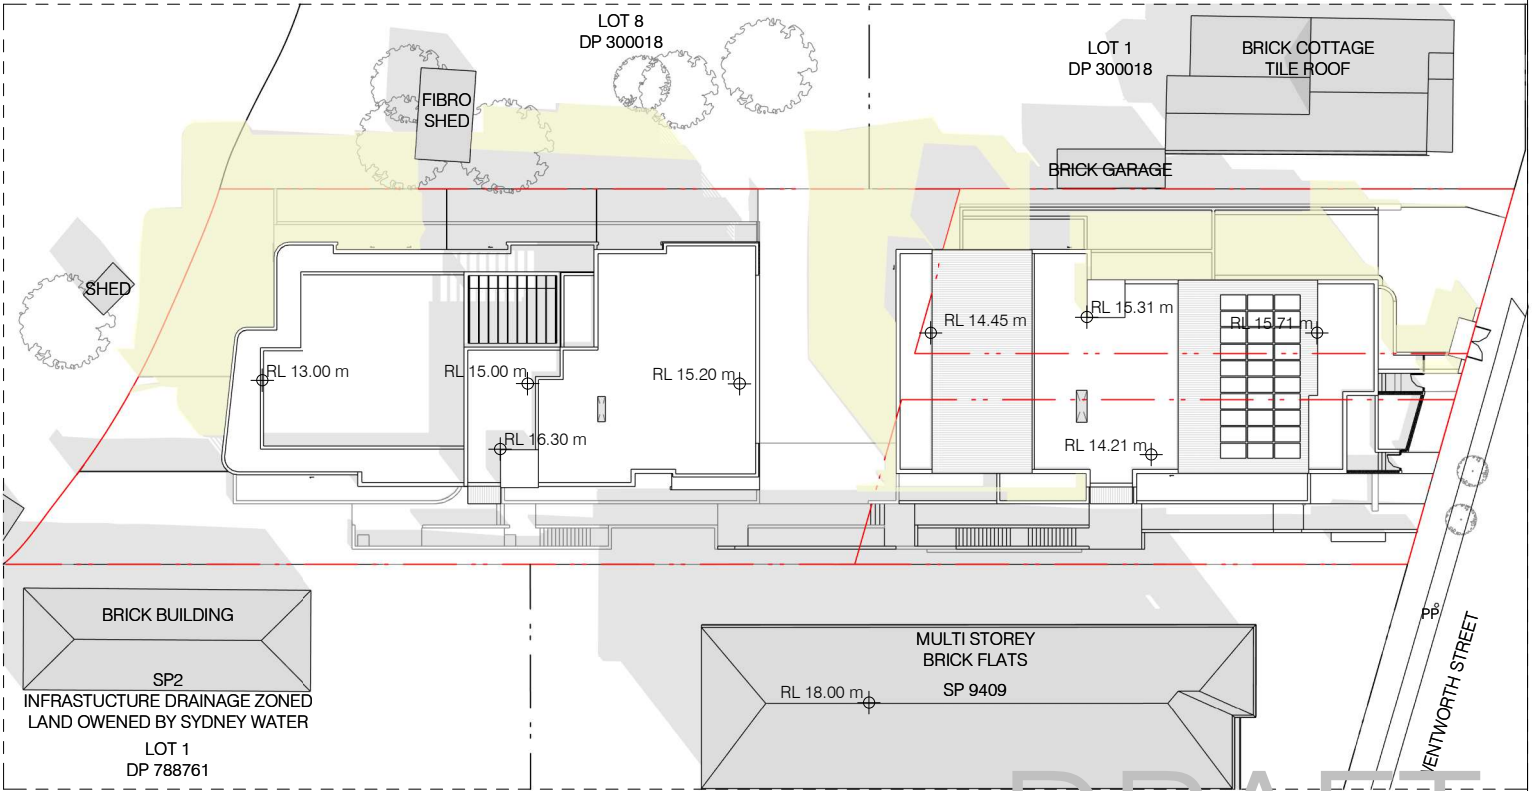 LOT 8
DP 300018
LOT 1
DP 300018
BRICK COTTAGE
TILE ROOF
FIBRO
SHED
BRICK GARAGE
SHED
RL 13.00 m
RL 15.00 m
RL 15.20 m
RL 16.30 m
RL 14.45 m
RL 15.31 m
RL 15.71 m
RL 14.21 m
BRICK BUILDING
SP2
INFRASTUCTURE DRAINAGE ZONED
LAND OWENED BY SYDNEY WATER
LOT 1
DP 788761
MULTI STOREY
BRICK FLATS
SP 9409
RL 18.00 m
PP
WENTWORTH STREET
DRAFT